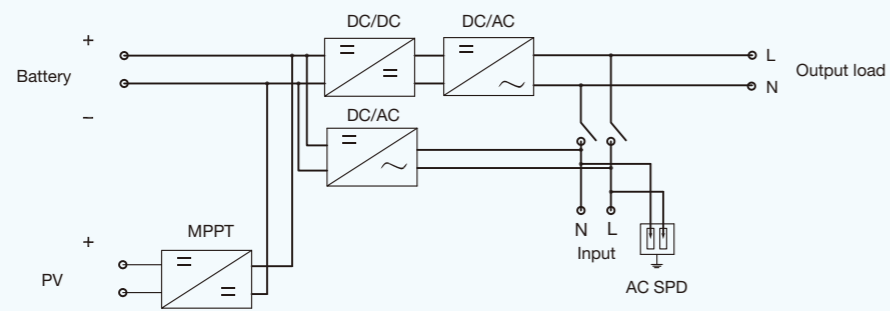 DC/DC
DC/AC
+
Battery
−
L
N
Output load
DC/AC
N
L
Input
AC SPD
+
MPPT
PV